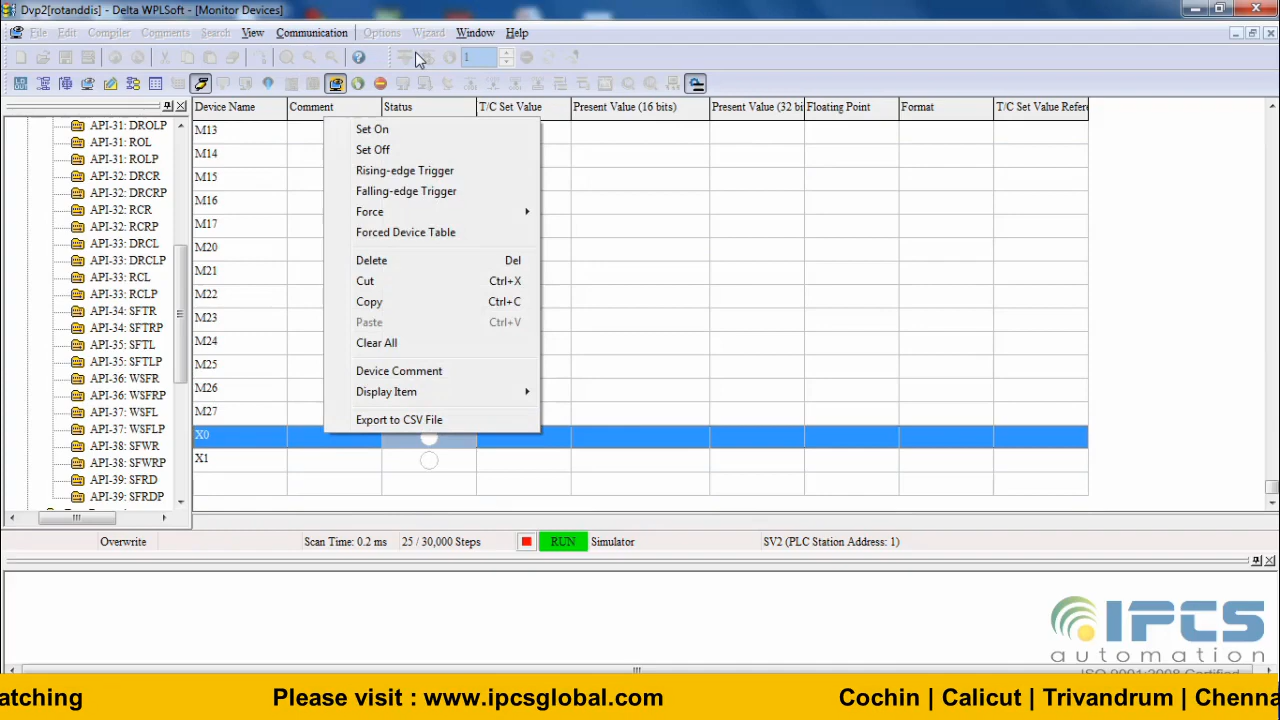 Dvp2[rotanddis] - Delta WPLSoft - [Monitor Devices]
File Edit Compiler Comments Search View Communication Options Wizard Window Help
1
Device Name Comment Status T/C Set Value Present Value (16 bits) Present Value (32 bi Floating Point Format T/C Set Value Refere
API-31: DROLP
API-31: ROL
API-31: ROLP
API-32: DRCR
API-32: DRCRP
API-32: RCR
API-32: RCRP
API-33: DRCL
API-33: DRCLP
API-33: RCL
API-33: RCLP
API-34: SFTR
API-34: SFTRP
API-35: SFTL
API-35: SFTLP
API-36: WSFR
API-36: WSFRP
API-37: WSFL
API-37: WSFLP
API-38: SFWR
API-38: SFWRP
API-39: SFRD
API-39: SFRDP
M13
M14
M15
M16
M17
M20
M21
M22
M23
M24
M25
M26
M27
X0
X1
Set On
Set Off
Rising-edge Trigger
Falling-edge Trigger
Force
Forced Device Table
Delete Del
Cut Ctrl+X
Copy Ctrl+C
Paste Ctrl+V
Clear All
Device Comment
Display Item
Export to CSV File
Overwrite Scan Time: 0.2 ms 25 / 30,000 Steps RUN Simulator SV2 (PLC Station Address: 1)
IPCS
automation
ISO 9001:2008 Certified
atching Please visit : www.ipcsglobal.com Cochin | Calicut | Trivandrum | Chenna